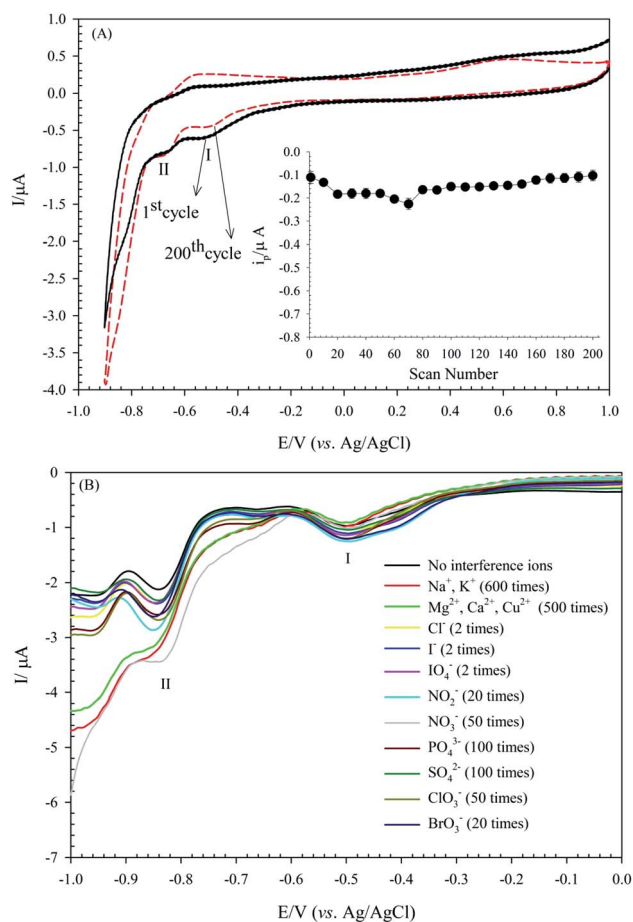 (A)
1.0
0.5
0.0
-0.5
-1.0
-1.5
-2.0
-2.5
-3.0
-3.5
-4.0
I/µA
II
I
1st cycle
200th cycle
0.0
-0.1
-0.2
-0.3
-0.4
-0.5
-0.6
-0.7
-0.8
ip/µ A
0 20 40 60 80 100 120 140 160 180 200
Scan Number
-1.0 -0.8 -0.6 -0.4 -0.2 0.0 0.2 0.4 0.6 0.8 1.0
E/V (vs. Ag/AgCl)
(B)
0
-1
-2
-3
-4
-5
-6
-7
I/ µA
I
II
No interference ions
Na⁺, K⁺ (600 times)
Mg²⁺, Ca²⁺, Cu²⁺ (500 times)
Cl⁻ (2 times)
I⁻ (2 times)
IO₄⁻ (2 times)
NO₂⁻ (20 times)
NO₃⁻ (50 times)
PO₄³⁻ (100 times)
SO₄²⁻ (100 times)
ClO₃⁻ (50 times)
BrO₃⁻ (20 times)
-1.0 -0.9 -0.8 -0.7 -0.6 -0.5 -0.4 -0.3 -0.2 -0.1 0.0
E/V (vs. Ag/AgCl)